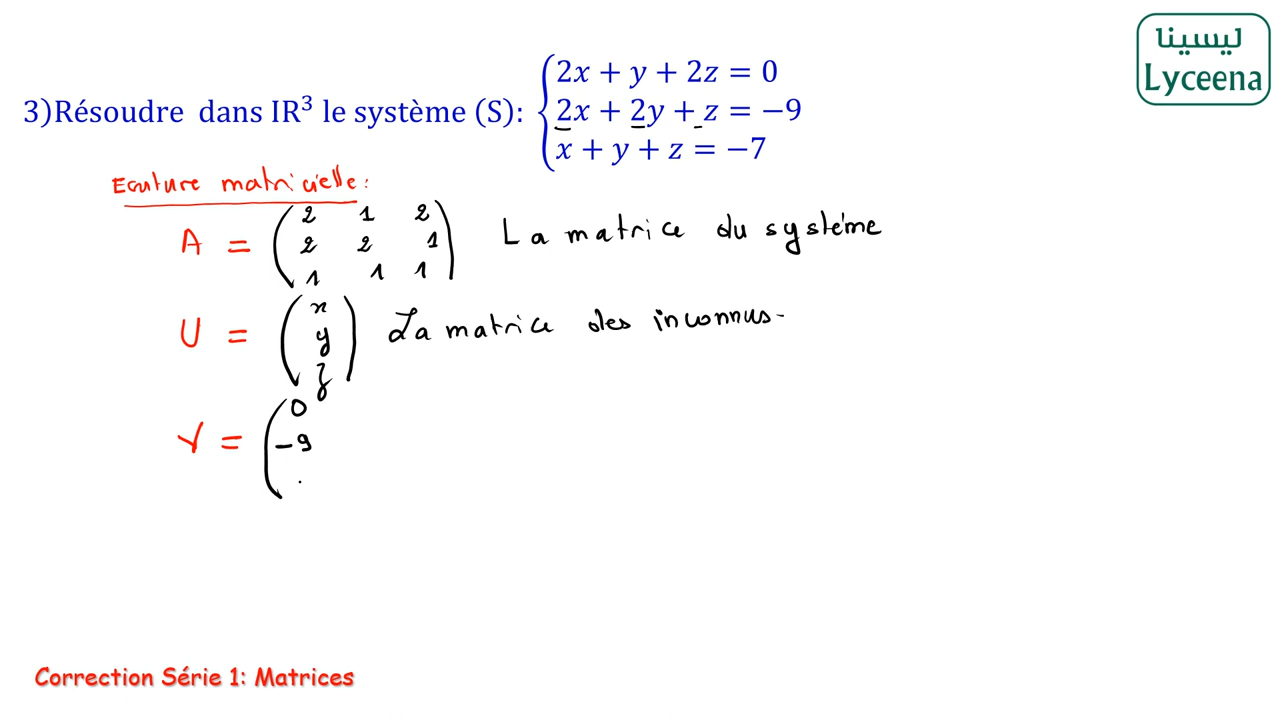 ليسينا
Lyceena
3)Résoudre dans IR³ le système (S): { 2x + y + 2z = 0
2x + 2y + z = −9
x + y + z = −7
Ecriture matricielle:
A = ( 2 1 2
2 2 1
1 1 1 ) La matrice du système
U = ( x
y
z ) La matrice des inconnus.
Y = ( 0
−9
.
Correction Série 1: Matrices